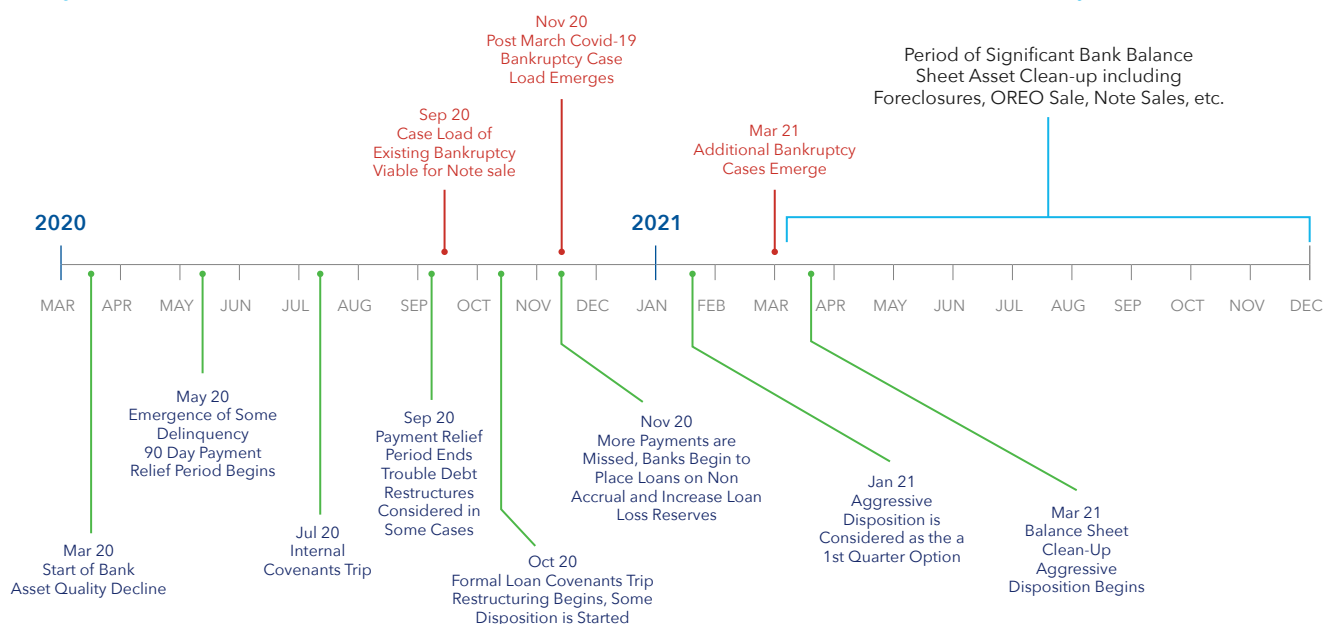 Nov 20
Post March Covid-19
Bankruptcy Case
Load Emerges
Period of Significant Bank Balance
Sheet Asset Clean-up including
Foreclosures, OREO Sale, Note Sales, etc.
Sep 20
Case Load of
Existing Bankruptcy
Viable for Note sale
Mar 21
Additional Bankruptcy
Cases Emerge
2020
2021
MAR APR MAY JUN JUL AUG SEP OCT NOV DEC JAN FEB MAR APR MAY JUN JUL AUG SEP OCT NOV DEC
Mar 20
Start of Bank
Asset Quality Decline
May 20
Emergence of Some
Delinquency
90 Day Payment
Relief Period Begins
Jul 20
Internal
Covenants Trip
Sep 20
Payment Relief
Period Ends
Trouble Debt
Restructures
Considered in
Some Cases
Oct 20
Formal Loan Covenants Trip
Restructuring Begins, Some
Disposition is Started
Nov 20
More Payments are
Missed, Banks Begin to
Place Loans on Non
Accrual and Increase Loan
Loss Reserves
Jan 21
Aggressive
Disposition is
Considered as the a
1st Quarter Option
Mar 21
Balance Sheet
Clean-Up
Aggressive
Disposition Begins